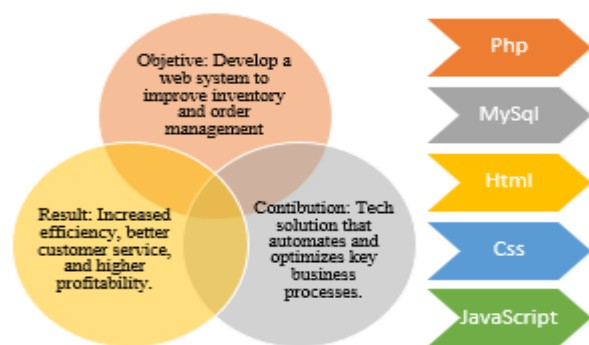 Objetive: Develop a
web system to
improve inventory
and order
management
Result: Increased
efficiency, better
customer service,
and higher
profitability.
Contibution: Tech
solution that
automates and
optimizes key
business
processes.
Php
MySql
Html
Css
JavaScript